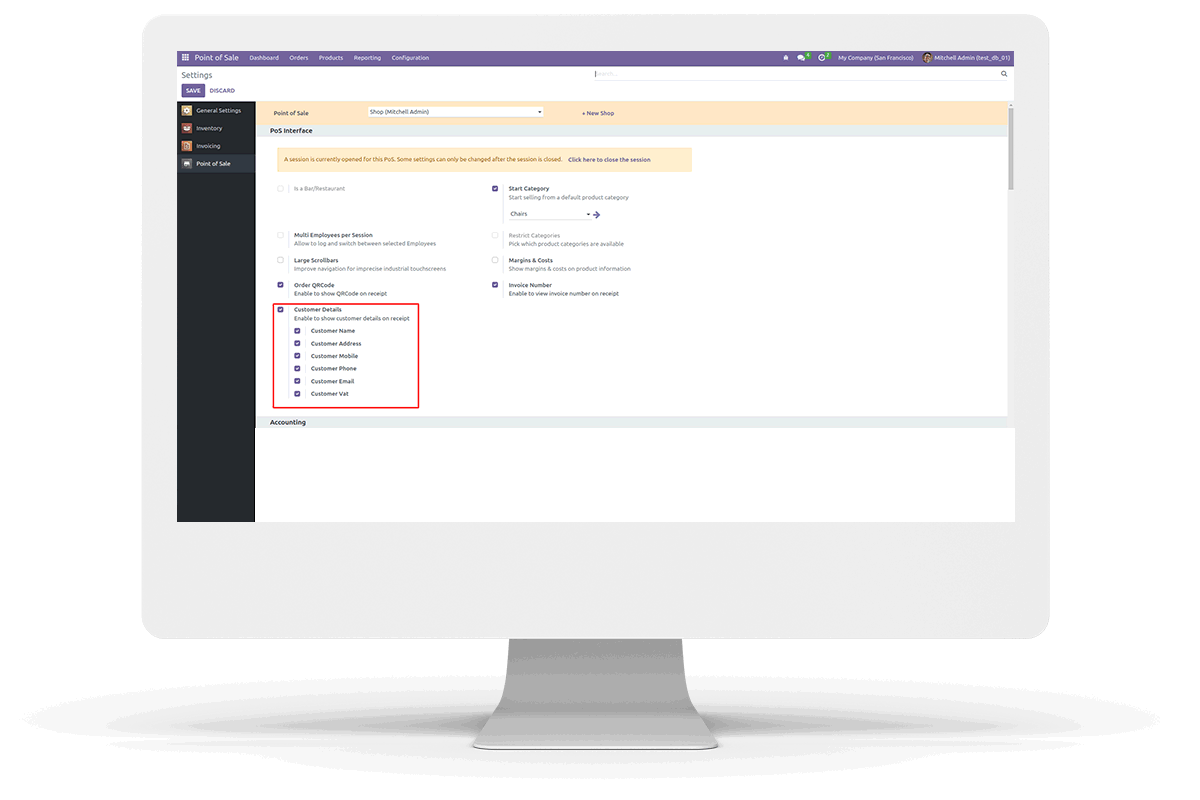 Point of Sale Dashboard Orders Products Reporting Configuration 4 2 My Company (San Francisco) Mitchell Admin (test_db_01)
Settings Search...
SAVE DISCARD
General Settings
Inventory
Invoicing
Point of Sale
Point of Sale Shop (Mitchell Admin) + New Shop
PoS Interface
A session is currently opened for this PoS. Some settings can only be changed after the session is closed. Click here to close the session
Is a Bar/Restaurant
Start Category
Start selling from a default product category
Chairs
Multi Employees per Session
Allow to log and switch between selected Employees
Restrict Categories
Pick which product categories are available
Large Scrollbars
Improve navigation for imprecise industrial touchscreens
Margins & Costs
Show margins & costs on product information
Order QRCode
Enable to show QRCode on receipt
Invoice Number
Enable to view invoice number on receipt
Customer Details
Enable to show customer details on receipt
Customer Name
Customer Address
Customer Mobile
Customer Phone
Customer Email
Customer Vat
Accounting